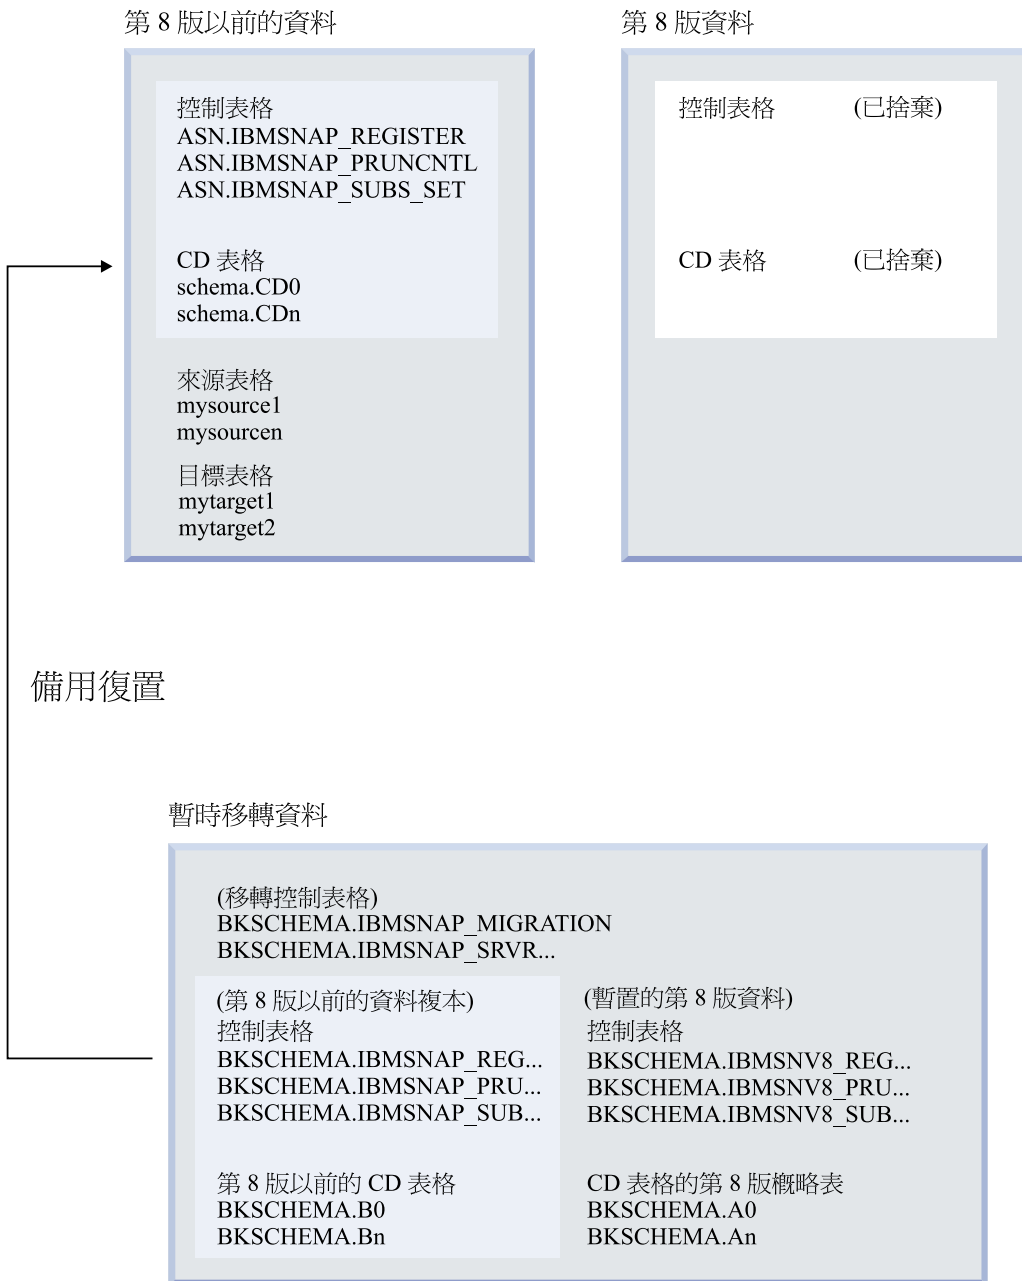 第 8 版以前的資料
控制表格
ASN.IBMSNAP_REGISTER
ASN.IBMSNAP_PRUNCNTL
ASN.IBMSNAP_SUBS_SET
CD 表格
schema.CD0
schema.CDn
來源表格
mysource1
mysourcen
目標表格
mytarget1
mytarget2
第 8 版資料
控制表格 (已捨棄)
CD 表格 (已捨棄)
備用復置
暫時移轉資料
(移轉控制表格)
BKSCHEMA.IBMSNAP_MIGRATION
BKSCHEMA.IBMSNAP_SRVR...
(第 8 版以前的資料複本)
控制表格
BKSCHEMA.IBMSNAP_REG...
BKSCHEMA.IBMSNAP_PRU...
BKSCHEMA.IBMSNAP_SUB...
第 8 版以前的 CD 表格
BKSCHEMA.B0
BKSCHEMA.Bn
(暫置的第 8 版資料)
控制表格
BKSCHEMA.IBMSNV8_REG...
BKSCHEMA.IBMSNV8_PRU...
BKSCHEMA.IBMSNV8_SUB...
CD 表格的第 8 版概略表
BKSCHEMA.A0
BKSCHEMA.An